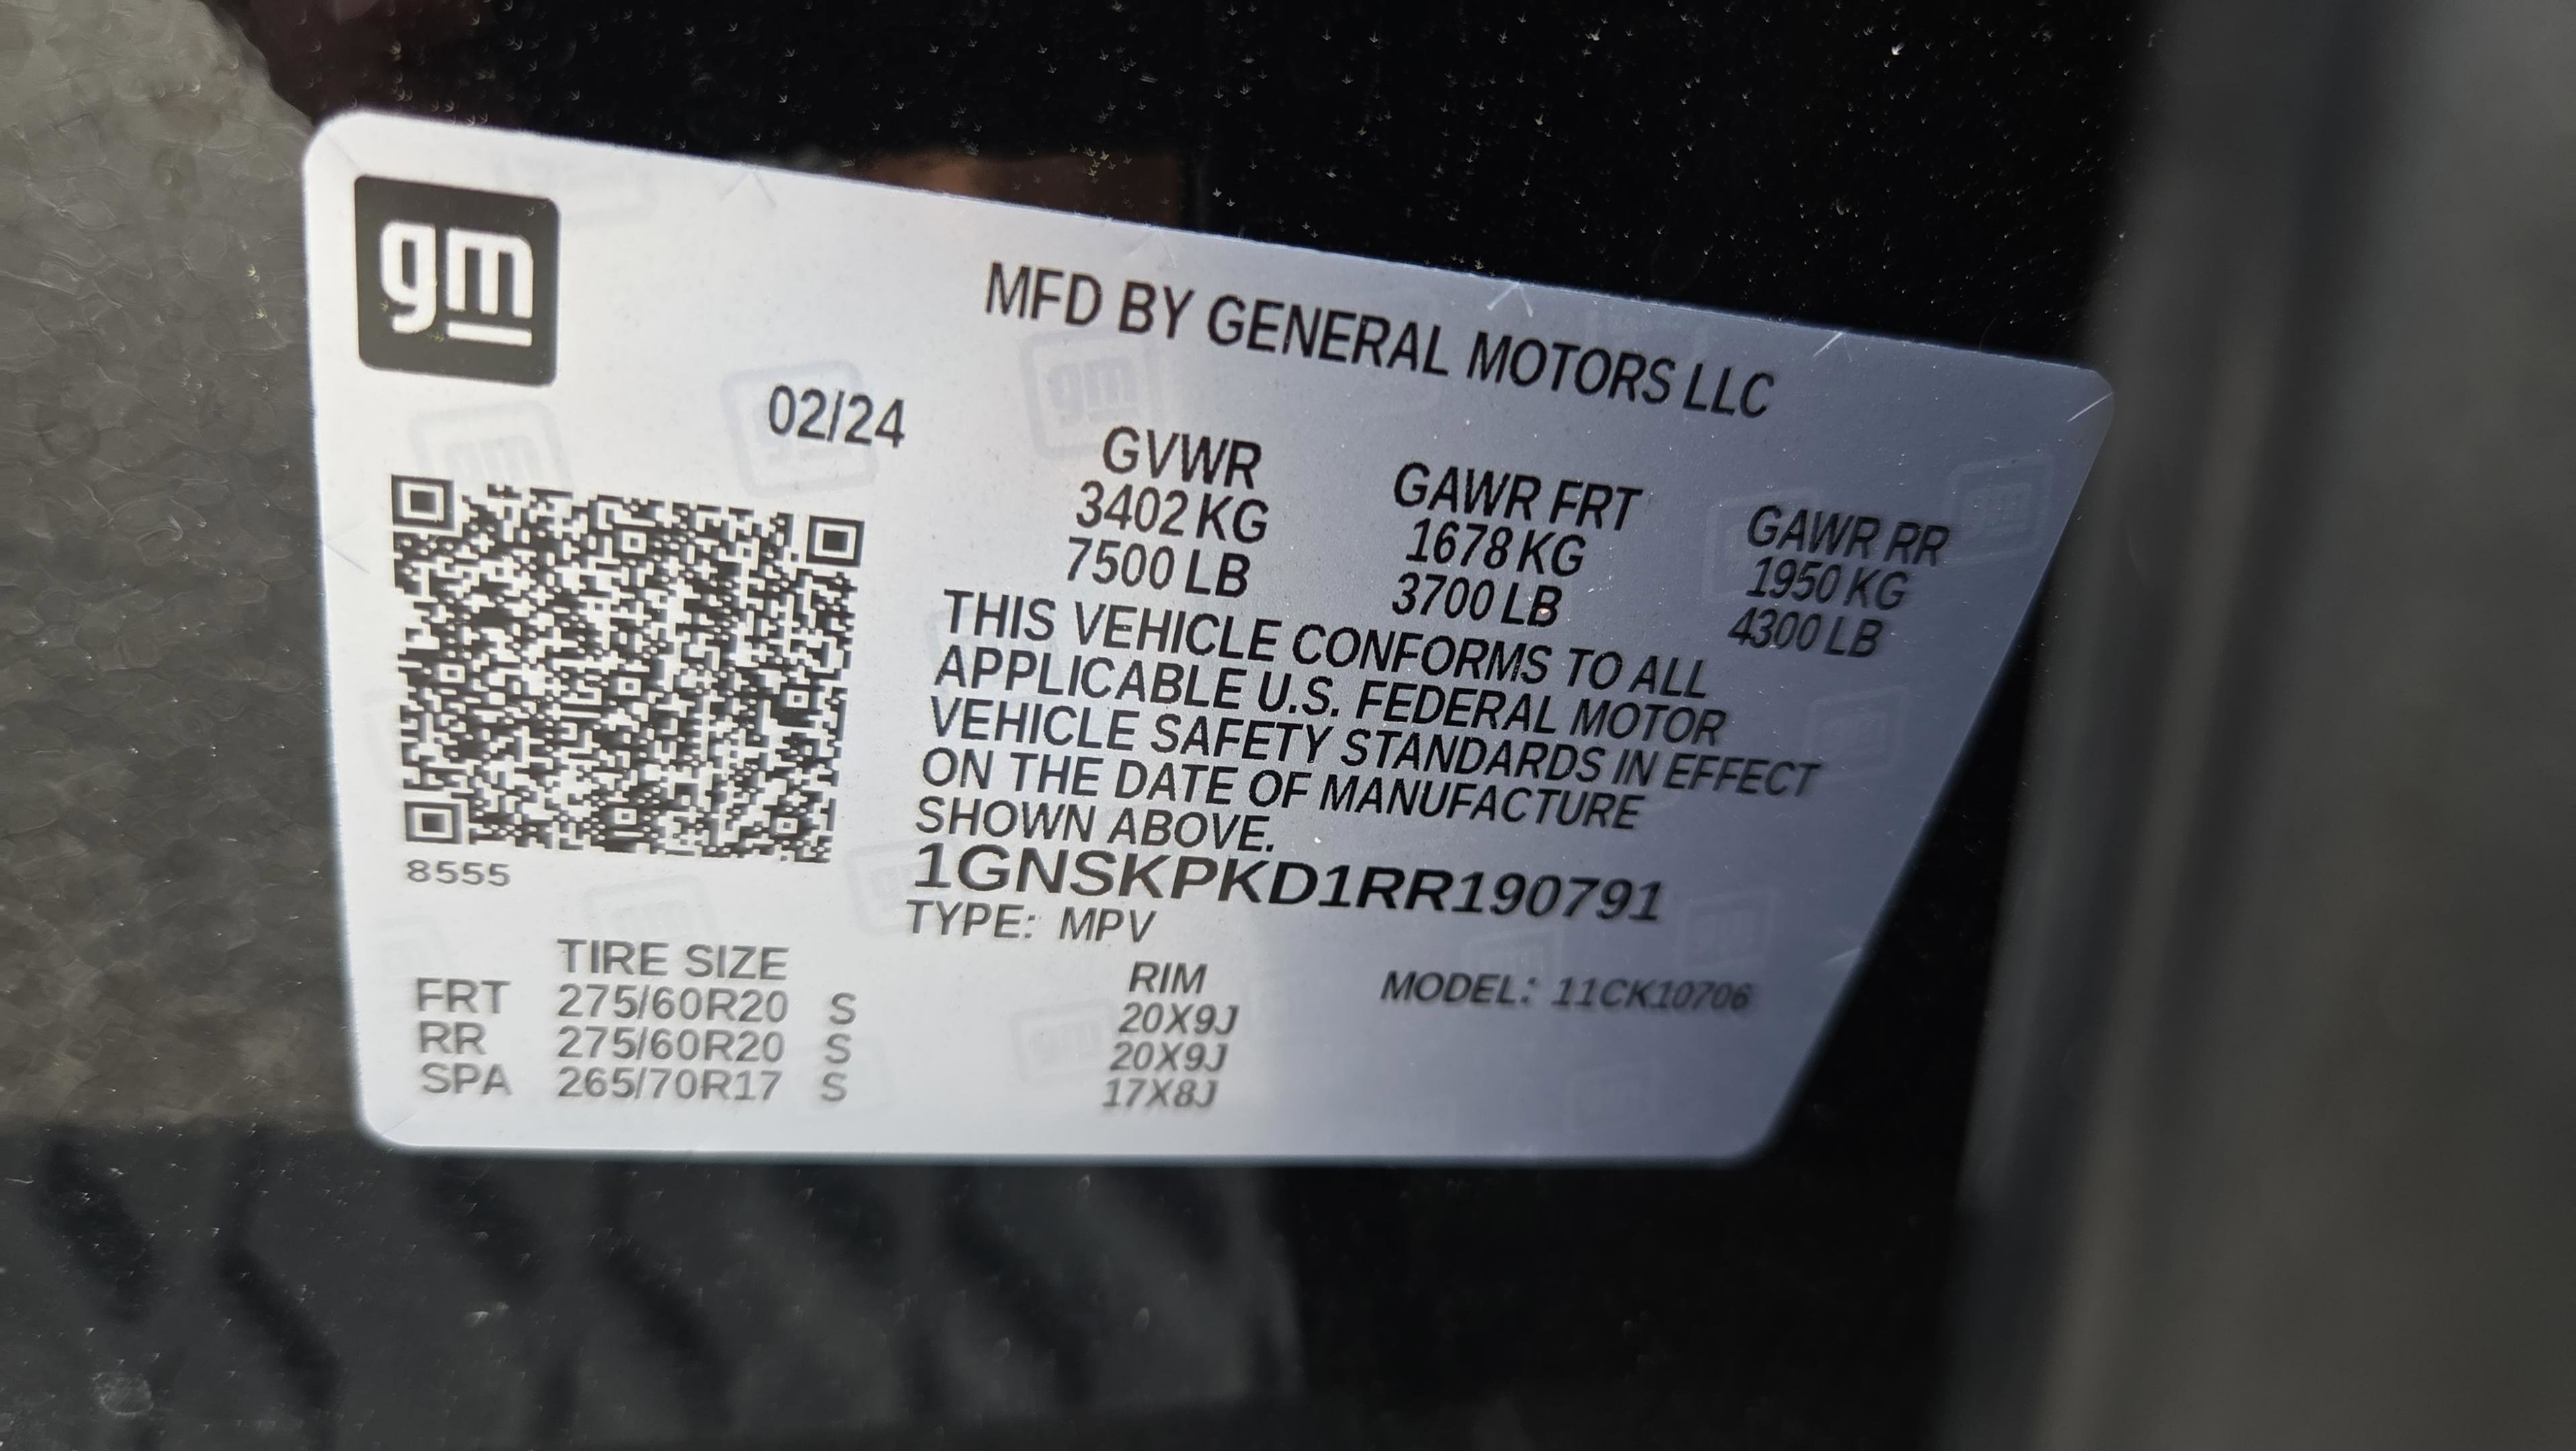 gm
MFD BY GENERAL MOTORS LLC
02/24
GVWR GAWR FRT GAWR RR
3402 KG 1678 KG 1950 KG
7500 LB 3700 LB 4300 LB
THIS VEHICLE CONFORMS TO ALL
APPLICABLE U.S. FEDERAL MOTOR
VEHICLE SAFETY STANDARDS IN EFFECT
ON THE DATE OF MANUFACTURE
SHOWN ABOVE.
1GNSKPKD1RR190791
TYPE: MPV
8555
TIRE SIZE RIM MODEL: 11CK10706
FRT 275/60R20 S 20X9J
RR 275/60R20 S 20X9J
SPA 265/70R17 S 17X8J